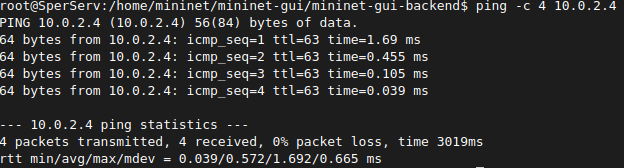 root@SperServ:/home/mininet/mininet-gui/mininet-gui-backend$ ping -c 4 10.0.2.4
PING 10.0.2.4 (10.0.2.4) 56(84) bytes of data.
64 bytes from 10.0.2.4: icmp_seq=1 ttl=63 time=1.69 ms
64 bytes from 10.0.2.4: icmp_seq=2 ttl=63 time=0.455 ms
64 bytes from 10.0.2.4: icmp_seq=3 ttl=63 time=0.105 ms
64 bytes from 10.0.2.4: icmp_seq=4 ttl=63 time=0.039 ms

--- 10.0.2.4 ping statistics ---
4 packets transmitted, 4 received, 0% packet loss, time 3019ms
rtt min/avg/max/mdev = 0.039/0.572/1.692/0.665 ms